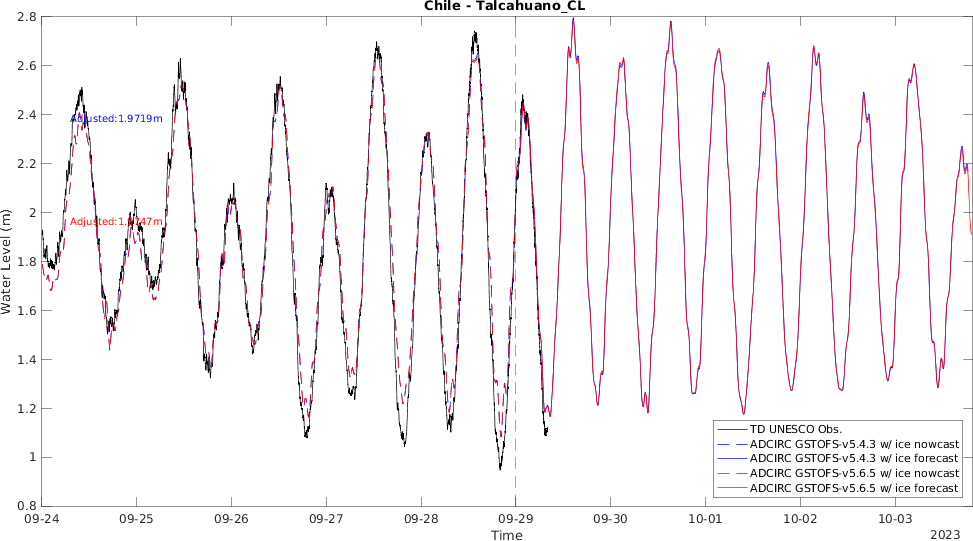 Chile - Talcahuano_CL
2.8
2.6
2.4
2.2
2
1.8
1.6
1.4
1.2
1
0.8
Water Level (m)
Adjusted:1.9719m
TD UNESCO Obs.
ADCIRC GSTOFS-v5.4.3 w/ ice nowcast
ADCIRC GSTOFS-v5.4.3 w/ ice forecast
ADCIRC GSTOFS-v5.6.5 w/ ice nowcast
ADCIRC GSTOFS-v5.6.5 w/ ice forecast
09-24
09-25
09-26
09-27
09-28
09-29
09-30
10-01
10-02
10-03
Time
2023